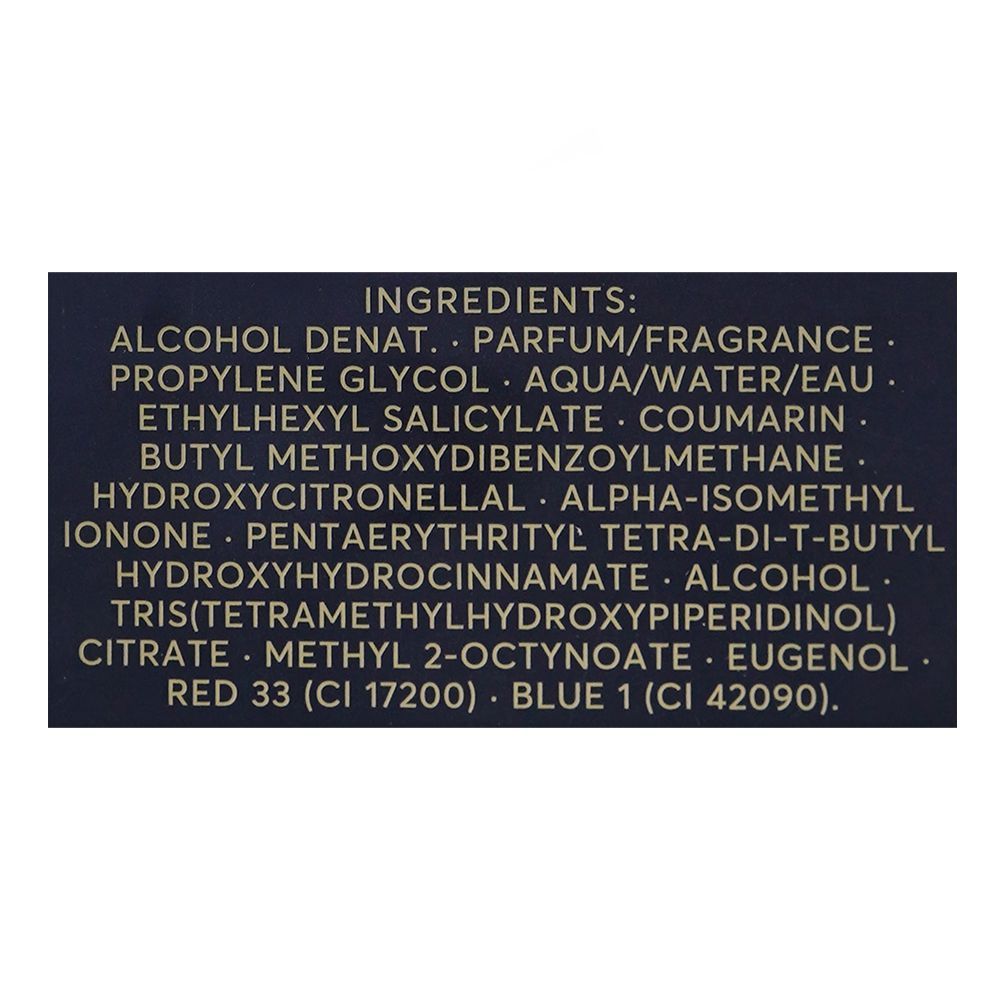 INGREDIENTS:
ALCOHOL DENAT. · PARFUM/FRAGRANCE ·
PROPYLENE GLYCOL · AQUA/WATER/EAU ·
ETHYLHEXYL SALICYLATE · COUMARIN ·
BUTYL METHOXYDIBENZOYLMETHANE ·
HYDROXYCITRONELLAL · ALPHA-ISOMETHYL
IONONE · PENTAERYTHRITYL TETRA-DI-T-BUTYL
HYDROXYHYDROCINNAMATE · ALCOHOL ·
TRIS(TETRAMETHYLHYDROXYPIPERIDINOL)
CITRATE · METHYL 2-OCTYNOATE · EUGENOL ·
RED 33 (CI 17200) · BLUE 1 (CI 42090).